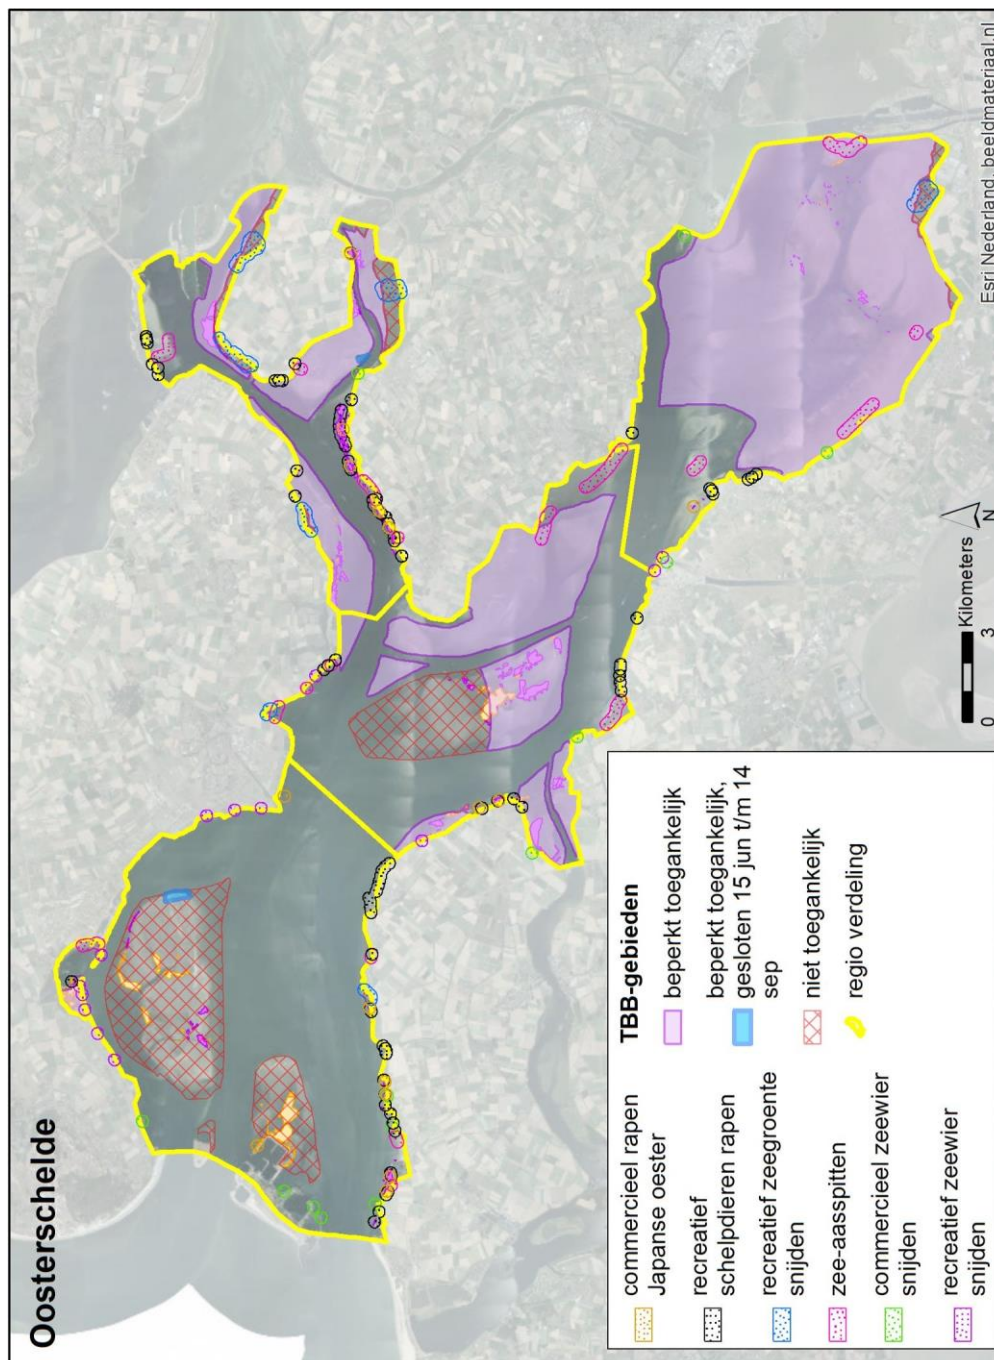 Oosterschelde
commercieel rapen
Japanse oester
recreatief
schelpdieren rapen
recreatief zeegroente
snijden
zee-aasspitten
commercieel zeewier
snijden
recreatief zeewier
snijden
TBB-gebieden
beperkt toegankelijk
beperkt toegankelijk,
gesloten 15 jun t/m 14
sep
niet toegankelijk
regio verdeling
0 3
Kilometers
N
Esri Nederland, beeldmateriaal.nl